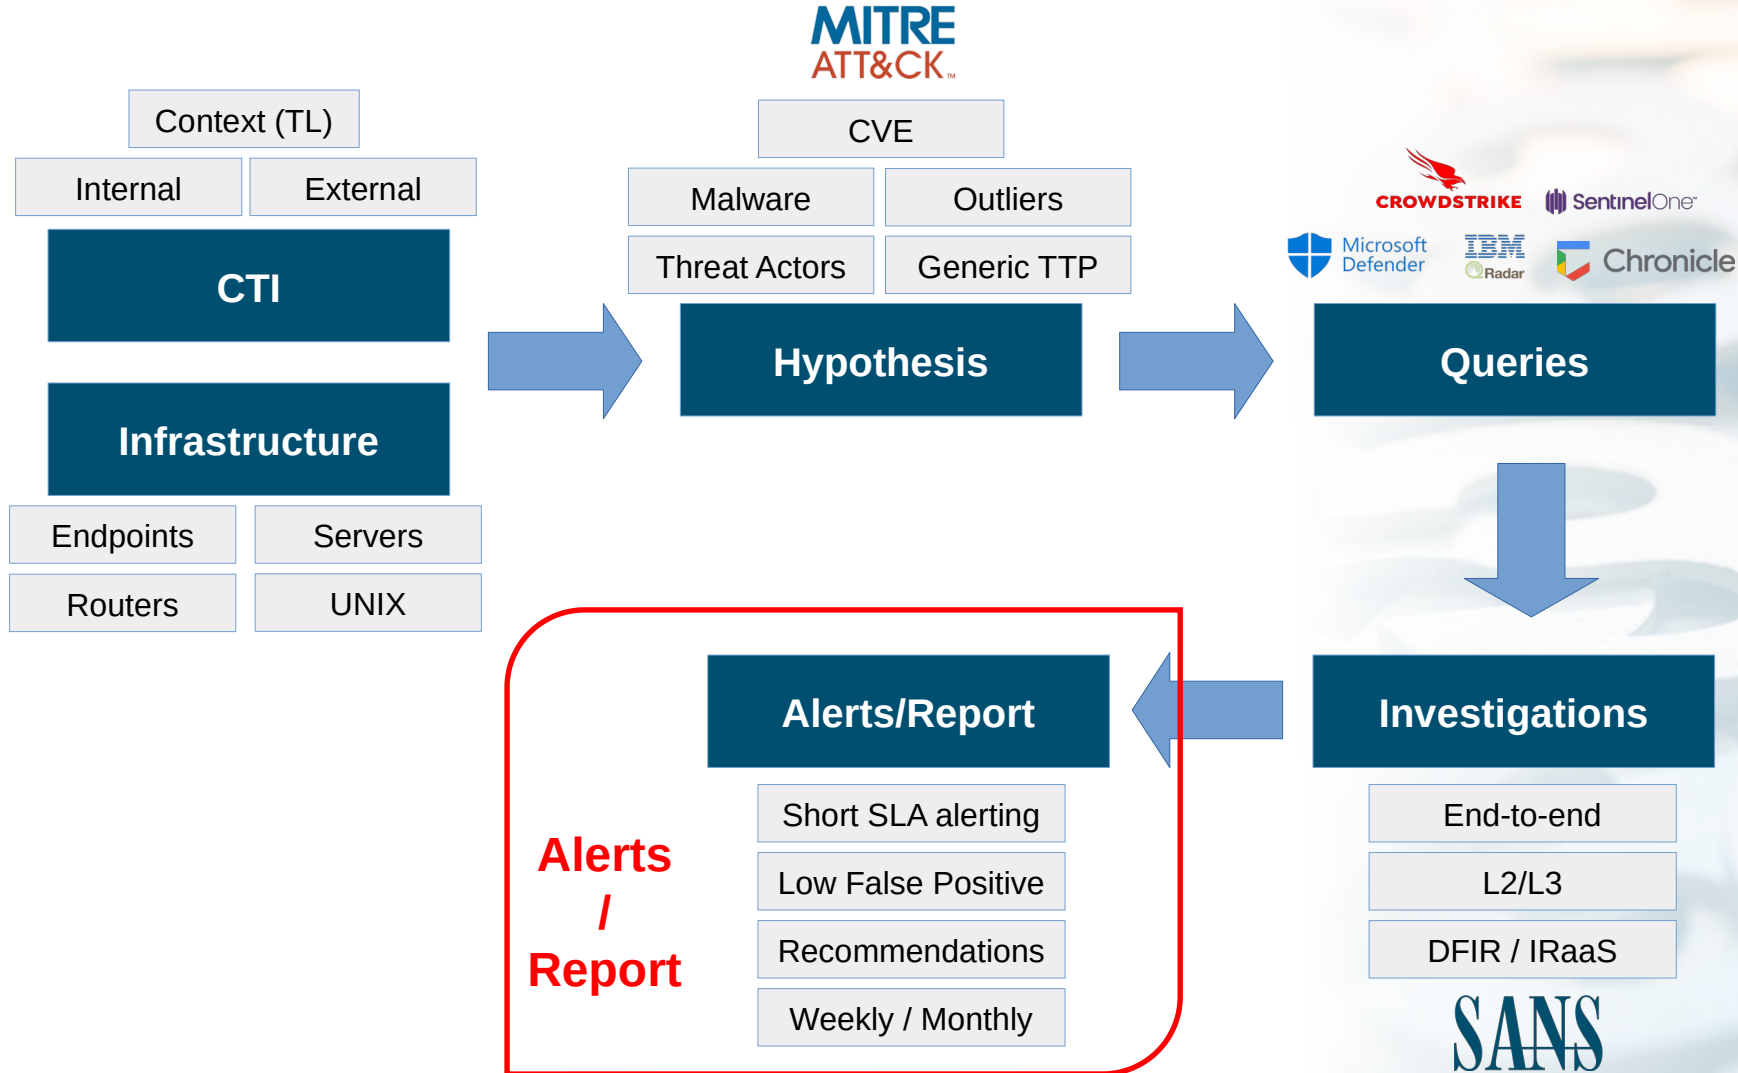 MITRE
ATT&CK™
Context (TL)
Internal
External
CTI
Infrastructure
Endpoints
Servers
Routers
UNIX
CVE
Malware
Outliers
Threat Actors
Generic TTP
Hypothesis
CROWDSTRIKE
SentinelOne™
Microsoft
Defender
IBM
QRadar
Chronicle
Queries
Investigations
End-to-end
L2/L3
DFIR / IRaaS
SANS
Alerts/Report
Short SLA alerting
Low False Positive
Recommendations
Weekly / Monthly
Alerts
/
Report